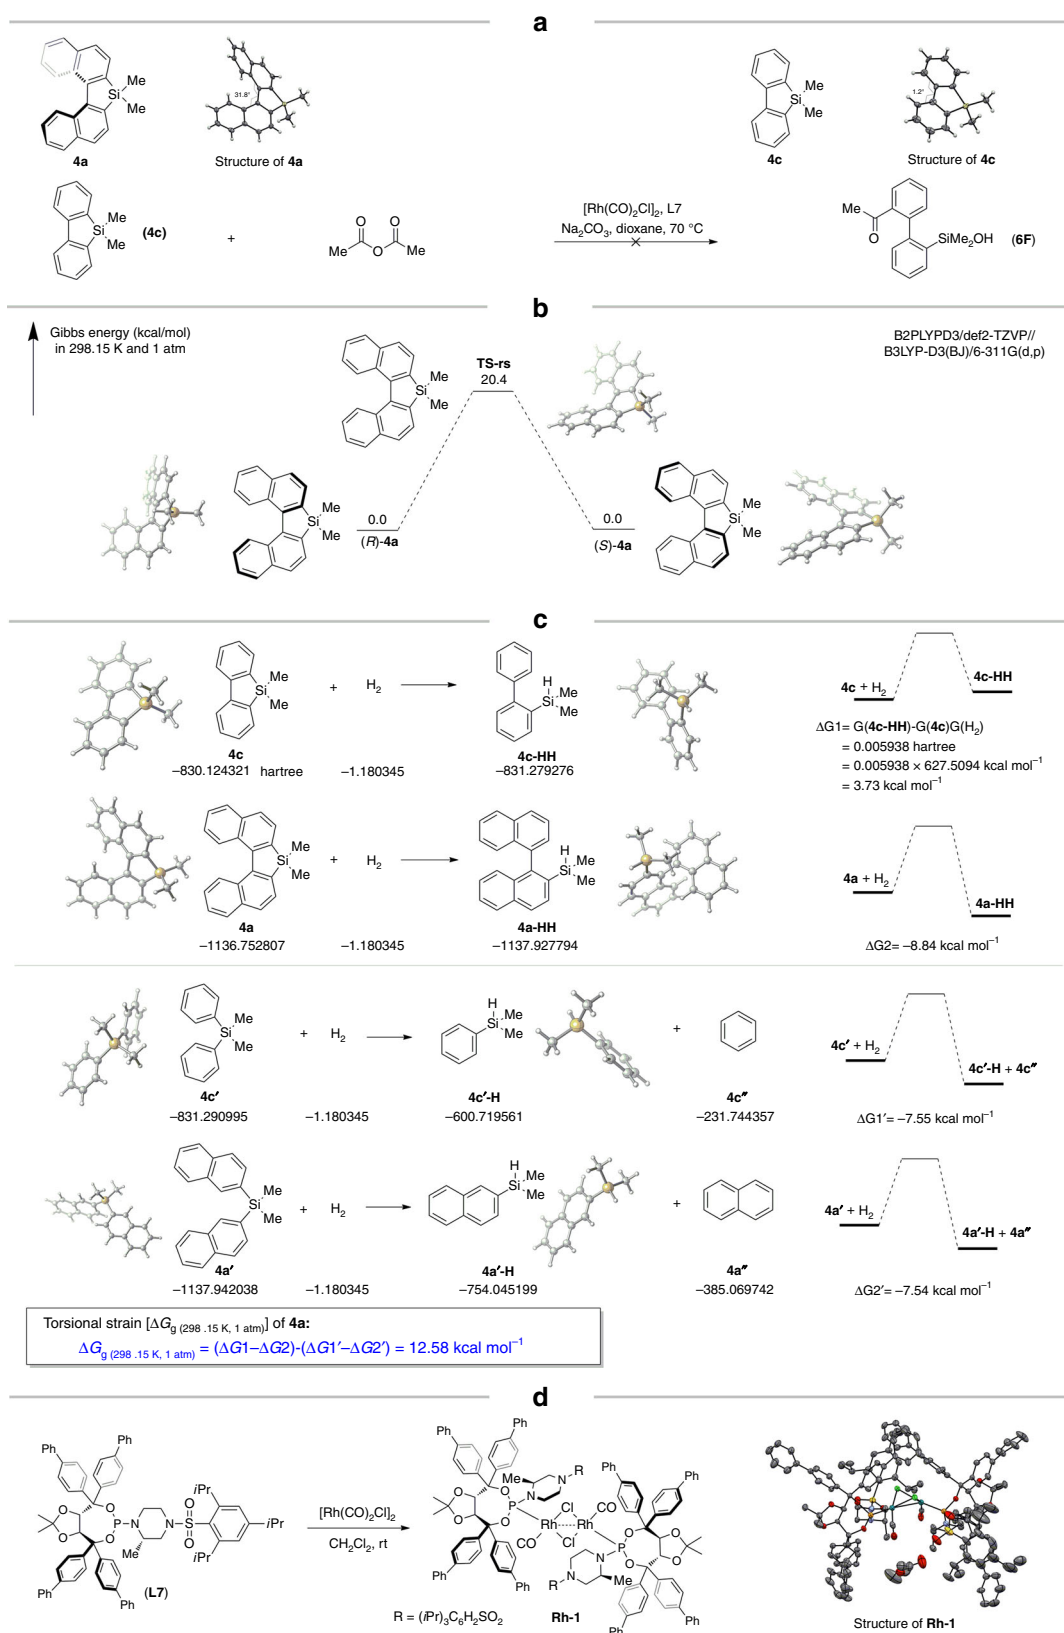 a
Si
Me
Me
31.8°
4a
Structure of 4a
Si
Me
Me
1.2°
4c
Structure of 4c
Si
Me
Me
(4c)
+
O
O
Me
O
Me
[Rh(CO)2Cl]2, L7
Na2CO3, dioxane, 70 °C
Me
O
SiMe2OH
(6F)
b
Gibbs energy (kcal/mol)
in 298.15 K and 1 atm
B2PLYPD3/def2-TZVP//
B3LYP-D3(BJ)/6-311G(d,p)
TS-rs
20.4
Si
Me
Me
Si
Me
Me
0.0
(R)-4a
0.0
(S)-4a
Si
Me
Me
c
Si
Me
Me
+
H2
H
Si
Me
Me
4c + H2
4c-HH
4c
4c-HH
−830.124321 hartree
−1.180345
−831.279276
ΔG1= G(4c-HH)-G(4c)G(H2)
= 0.005938 hartree
= 0.005938 × 627.5094 kcal mol−1
= 3.73 kcal mol−1
Si
Me
Me
+
H2
H
Si
Me
Me
4a + H2
4a-HH
4a
4a-HH
−1136.752807
−1.180345
−1137.927794
ΔG2= −8.84 kcal mol−1
Si
Me
Me
+
H2
H
Si
Me
Me
+
4c′ + H2
4c′-H + 4c″
4c′
4c′-H
4c″
−831.290995
−1.180345
−600.719561
−231.744357
ΔG1′= −7.55 kcal mol−1
Si
Me
Me
+
H2
H
Si
Me
Me
+
4a′ + H2
4a′-H + 4a″
4a′
4a′-H
4a″
−1137.942038
−1.180345
−754.045199
−385.069742
ΔG2′= −7.54 kcal mol−1
Torsional strain [ΔGg (298 .15 K, 1 atm)] of 4a:
ΔGg (298 .15 K, 1 atm) = (ΔG1−ΔG2)-(ΔG1′−ΔG2′) = 12.58 kcal mol−1
d
Ph
Ph
O
O
O
O
P
N
N
Me
O
S
O
iPr
iPr
iPr
Ph
Ph
(L7)
[Rh(CO)2Cl]2
CH2Cl2, rt
Ph
Ph
O
O
O
O
P
Me
N
N
R
Cl
CO
Rh
Rh
CO
Cl
Ph
Ph
Ph
Ph
P
O
O
O
O
N
N
R
Me
Ph
Ph
R = (iPr)3C6H2SO2
Rh-1
Structure of Rh-1